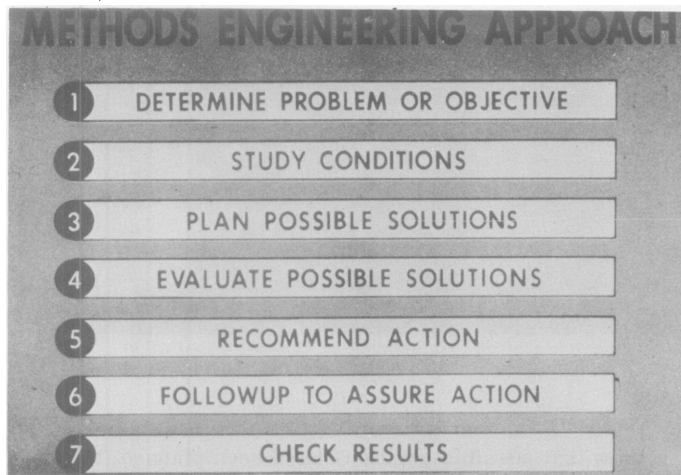 METHODS ENGINEERING APPROACH
1 DETERMINE PROBLEM OR OBJECTIVE
2 STUDY CONDITIONS
3 PLAN POSSIBLE SOLUTIONS
4 EVALUATE POSSIBLE SOLUTIONS
5 RECOMMEND ACTION
6 FOLLOWUP TO ASSURE ACTION
7 CHECK RESULTS